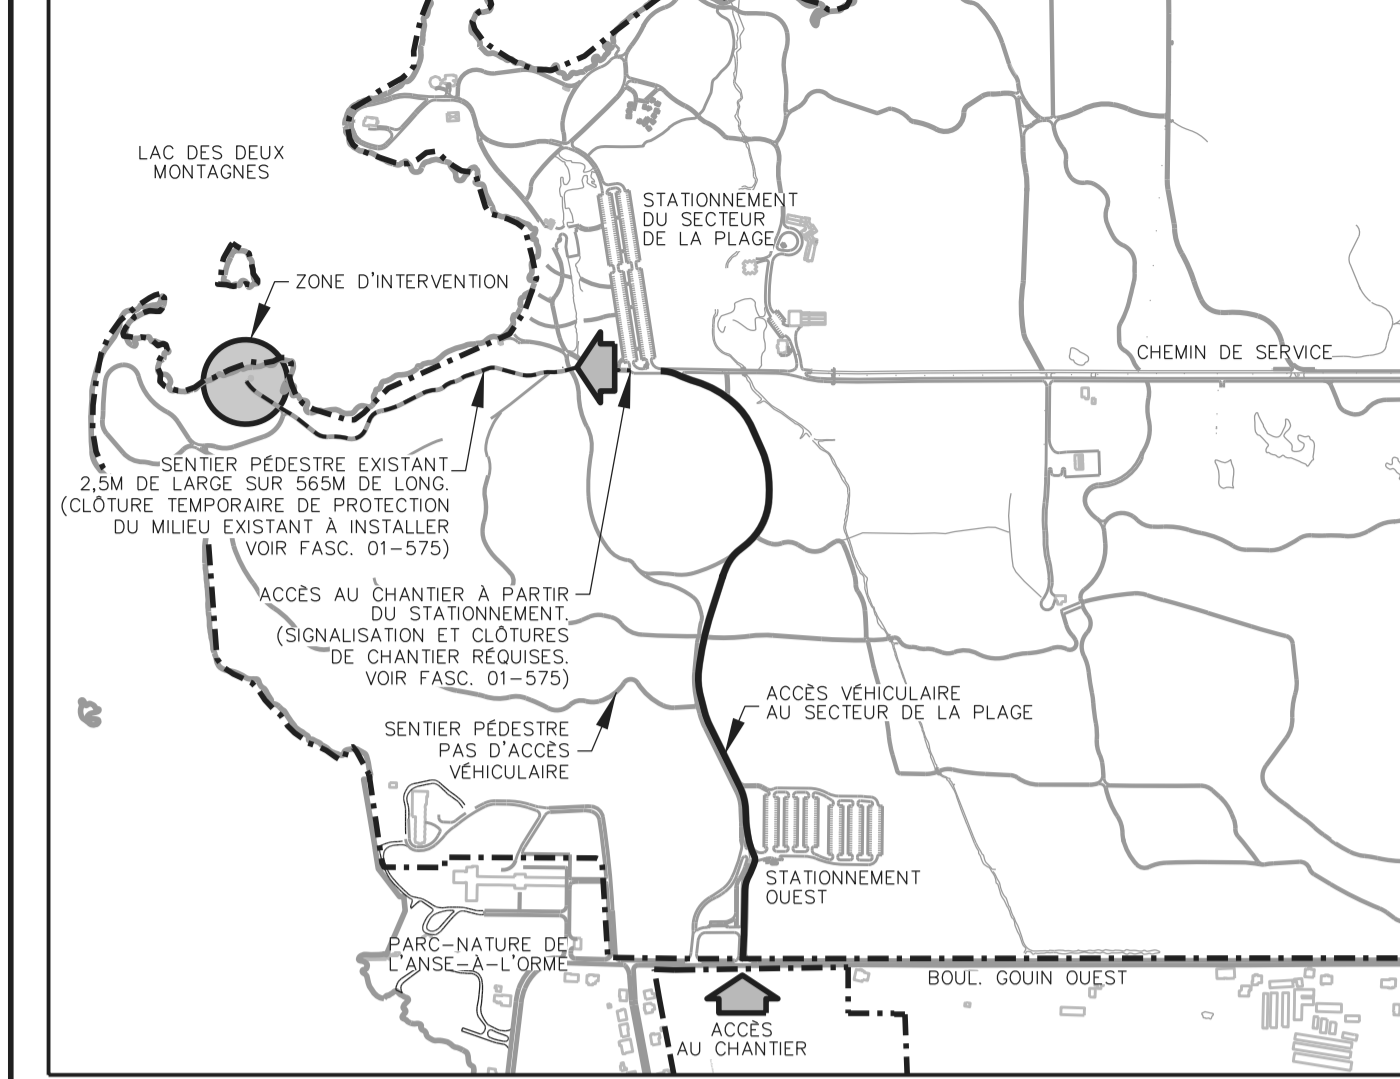 LAC DES DEUX
MONTAGNES
STATIONNEMENT
DU SECTEUR
DE LA PLAGE
ZONE D'INTERVENTION
CHEMIN DE SERVICE
SENTIER PÉDESTRE EXISTANT
2,5M DE LARGE SUR 565M DE LONG.
(CLÔTURE TEMPORAIRE DE PROTECTION
DU MILIEU EXISTANT À INSTALLER
VOIR FASC. 01-575)
ACCÈS AU CHANTIER À PARTIR
DU STATIONNEMENT.
(SIGNALISATION ET CLÔTURES
DE CHANTIER RÉQUISES.
VOIR FASC. 01-575)
ACCÈS VÉHICULAIRE
AU SECTEUR DE LA PLAGE
SENTIER PÉDESTRE
PAS D'ACCÈS
VÉHICULAIRE
STATIONNEMENT
OUEST
PARC-NATURE DE
L'ANSE-À-L'ORME
BOUL. GOUIN OUEST
ACCÈS
AU CHANTIER